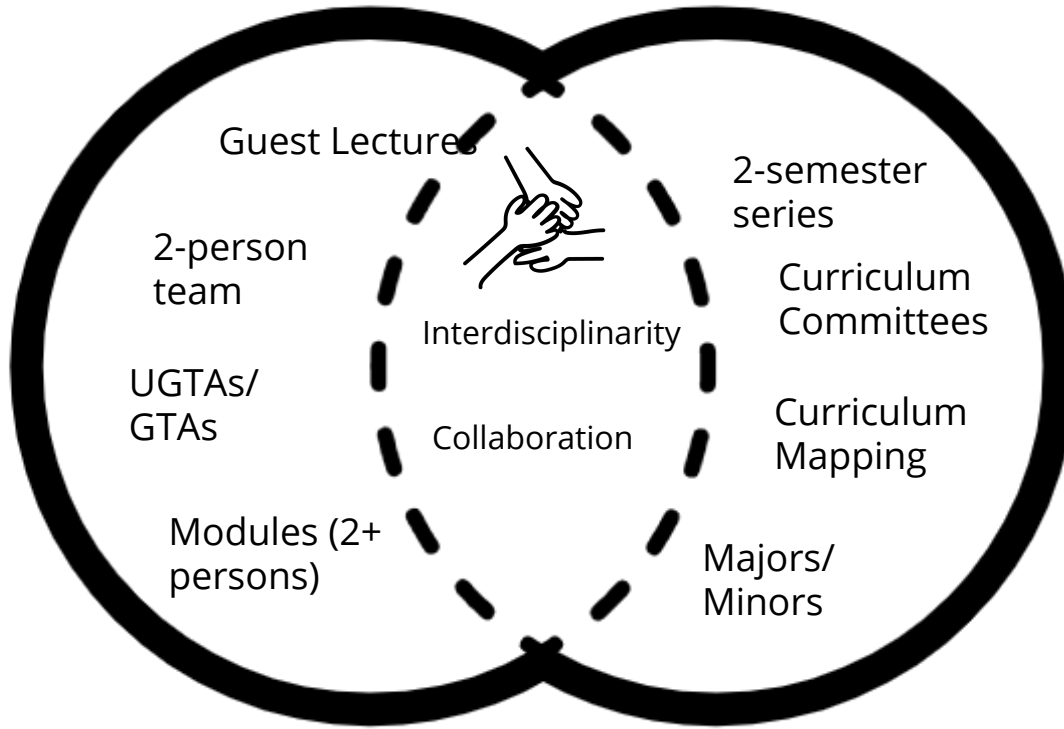 Guest Lectures
2-person
team
UGTAs/
GTAs
Modules (2+
persons)
Interdisciplinarity
Collaboration
2-semester
series
Curriculum
Committees
Curriculum
Mapping
Majors/
Minors